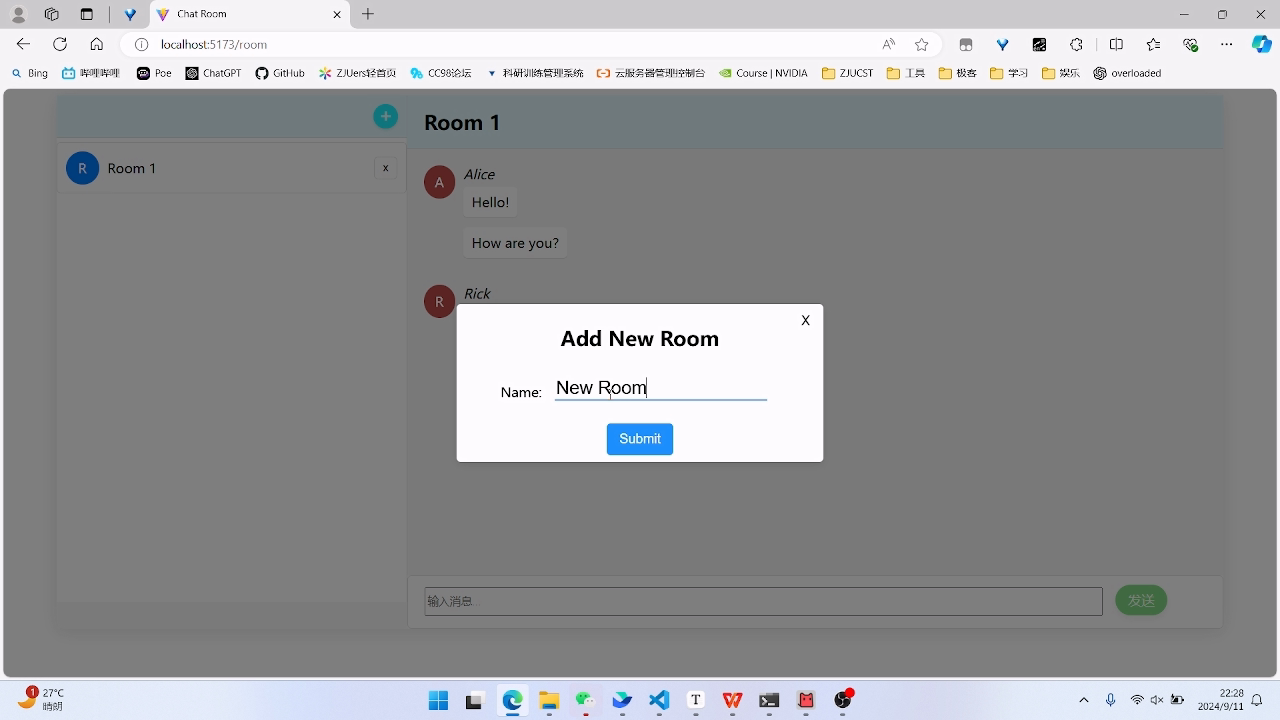 Chat Room
localhost:5173/room
Bing
哔哩哔哩
Poe
ChatGPT
GitHub
ZJUers轻首页
CC98论坛
科研训练管理系统
云服务器管理控制台
Course | NVIDIA
ZJUCST
工具
极客
学习
娱乐
overloaded
Room 1
R
Room 1
x
A
Alice
Hello!
How are you?
R
Rick
X
Add New Room
Name:
New Room
Submit
输入消息...
发送
1
27°C
晴朗
22:28
2024/9/11